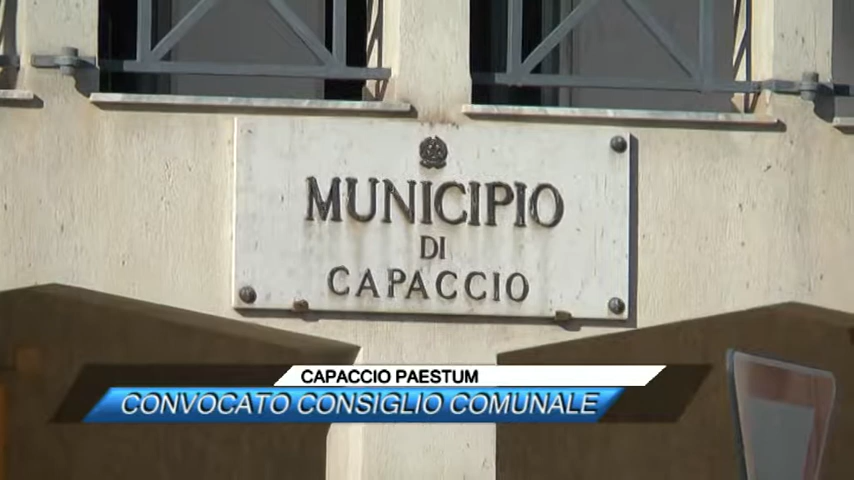 MUNICIPIO
DI
CAPACCIO
CAPACCIO PAESTUM
CONVOCATO CONSIGLIO COMUNALE